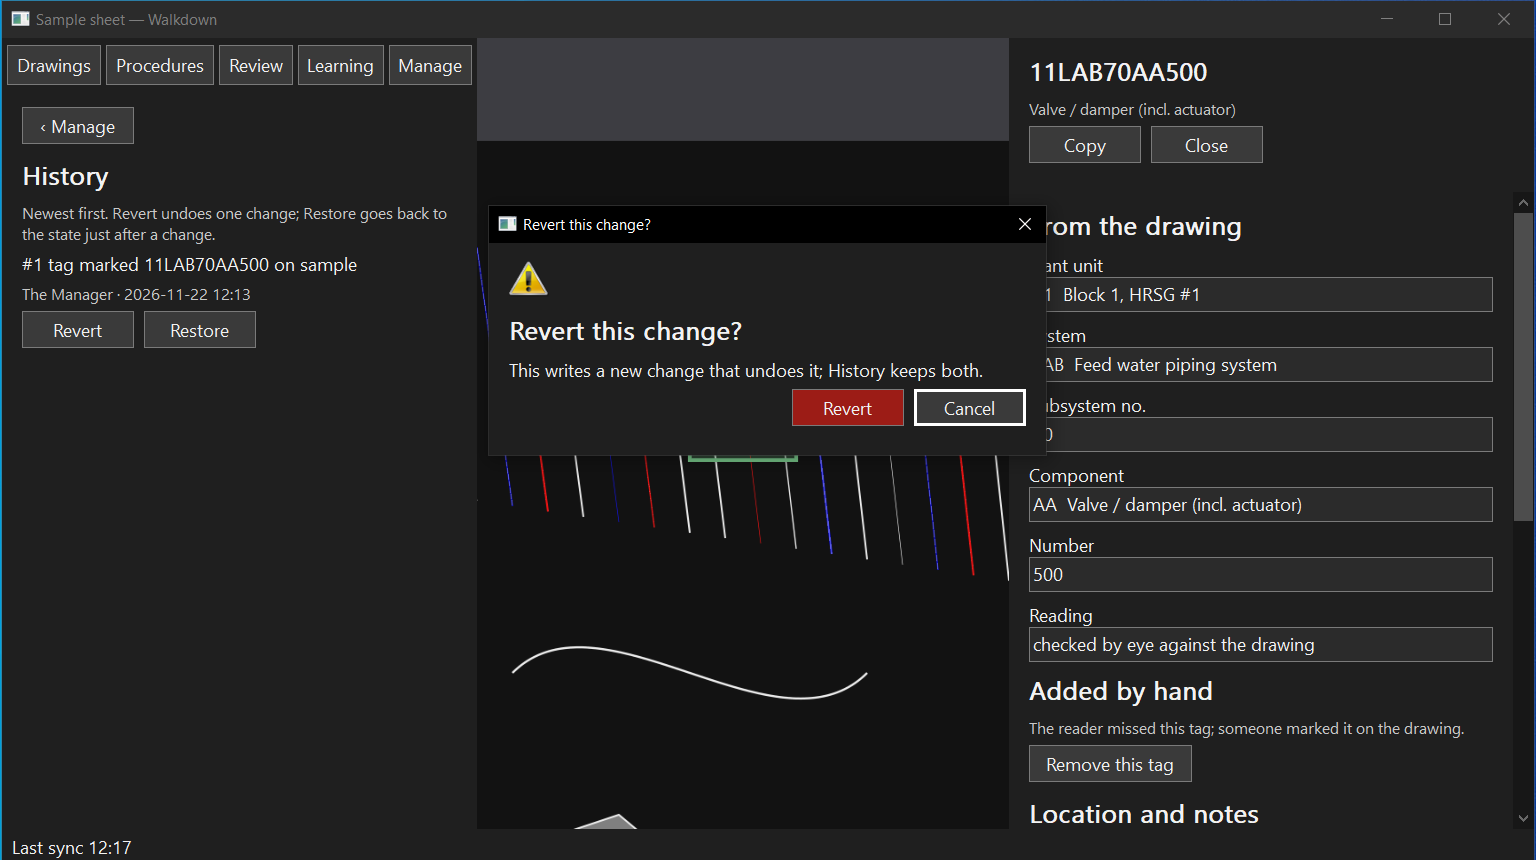 Sample sheet — Walkdown
Drawings
Procedures
Review
Learning
Manage
‹ Manage
History
Newest first. Revert undoes one change; Restore goes back to
the state just after a change.
#1 tag marked 11LAB70AA500 on sample
The Manager · 2026-11-22 12:13
Revert
Restore
Revert this change?
Revert this change?
This writes a new change that undoes it; History keeps both.
Revert
Cancel
11LAB70AA500
Valve / damper (incl. actuator)
Copy
Close
rom the drawing
ant unit
1 Block 1, HRSG #1
stem
AB Feed water piping system
bsystem no.
0
Component
AA Valve / damper (incl. actuator)
Number
500
Reading
checked by eye against the drawing
Added by hand
The reader missed this tag; someone marked it on the drawing.
Remove this tag
Location and notes
Last sync 12:17